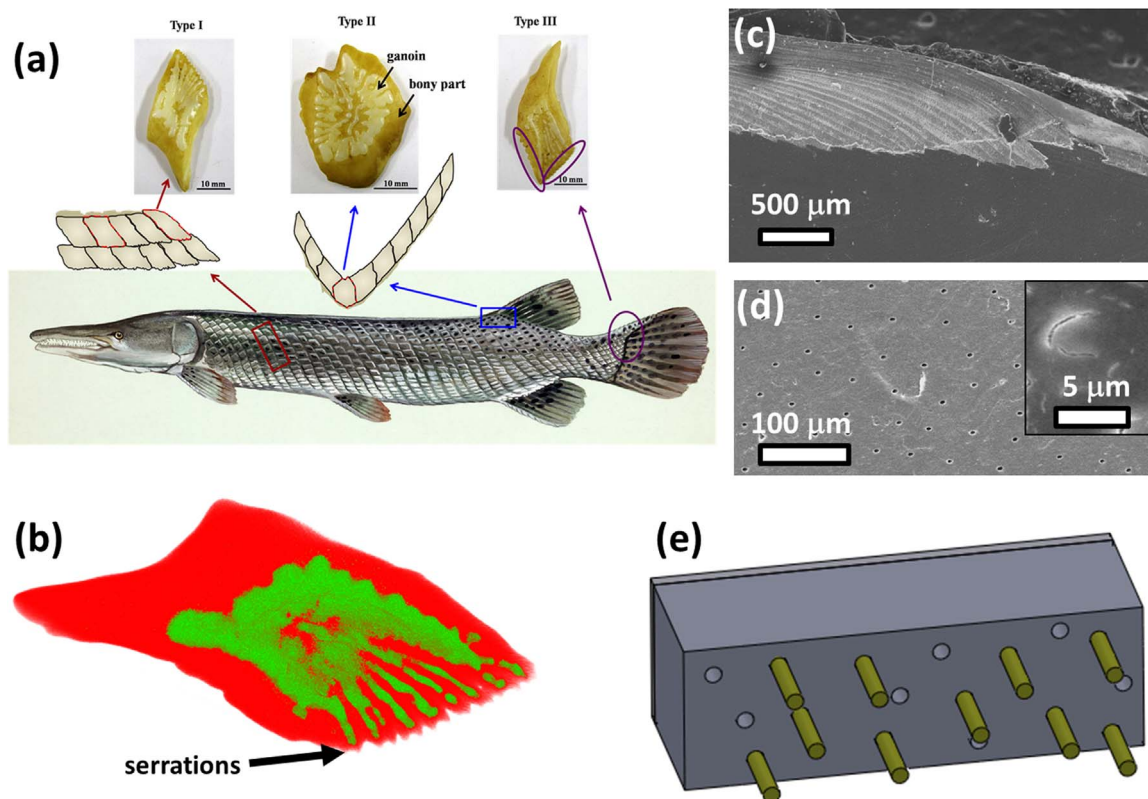 (a)
Type I
Type II
Type III
ganoin
bony part
10 mm
10 mm
10 mm
(b)
serrations
(c)
500 μm
(d)
100 μm
5 μm
(e)